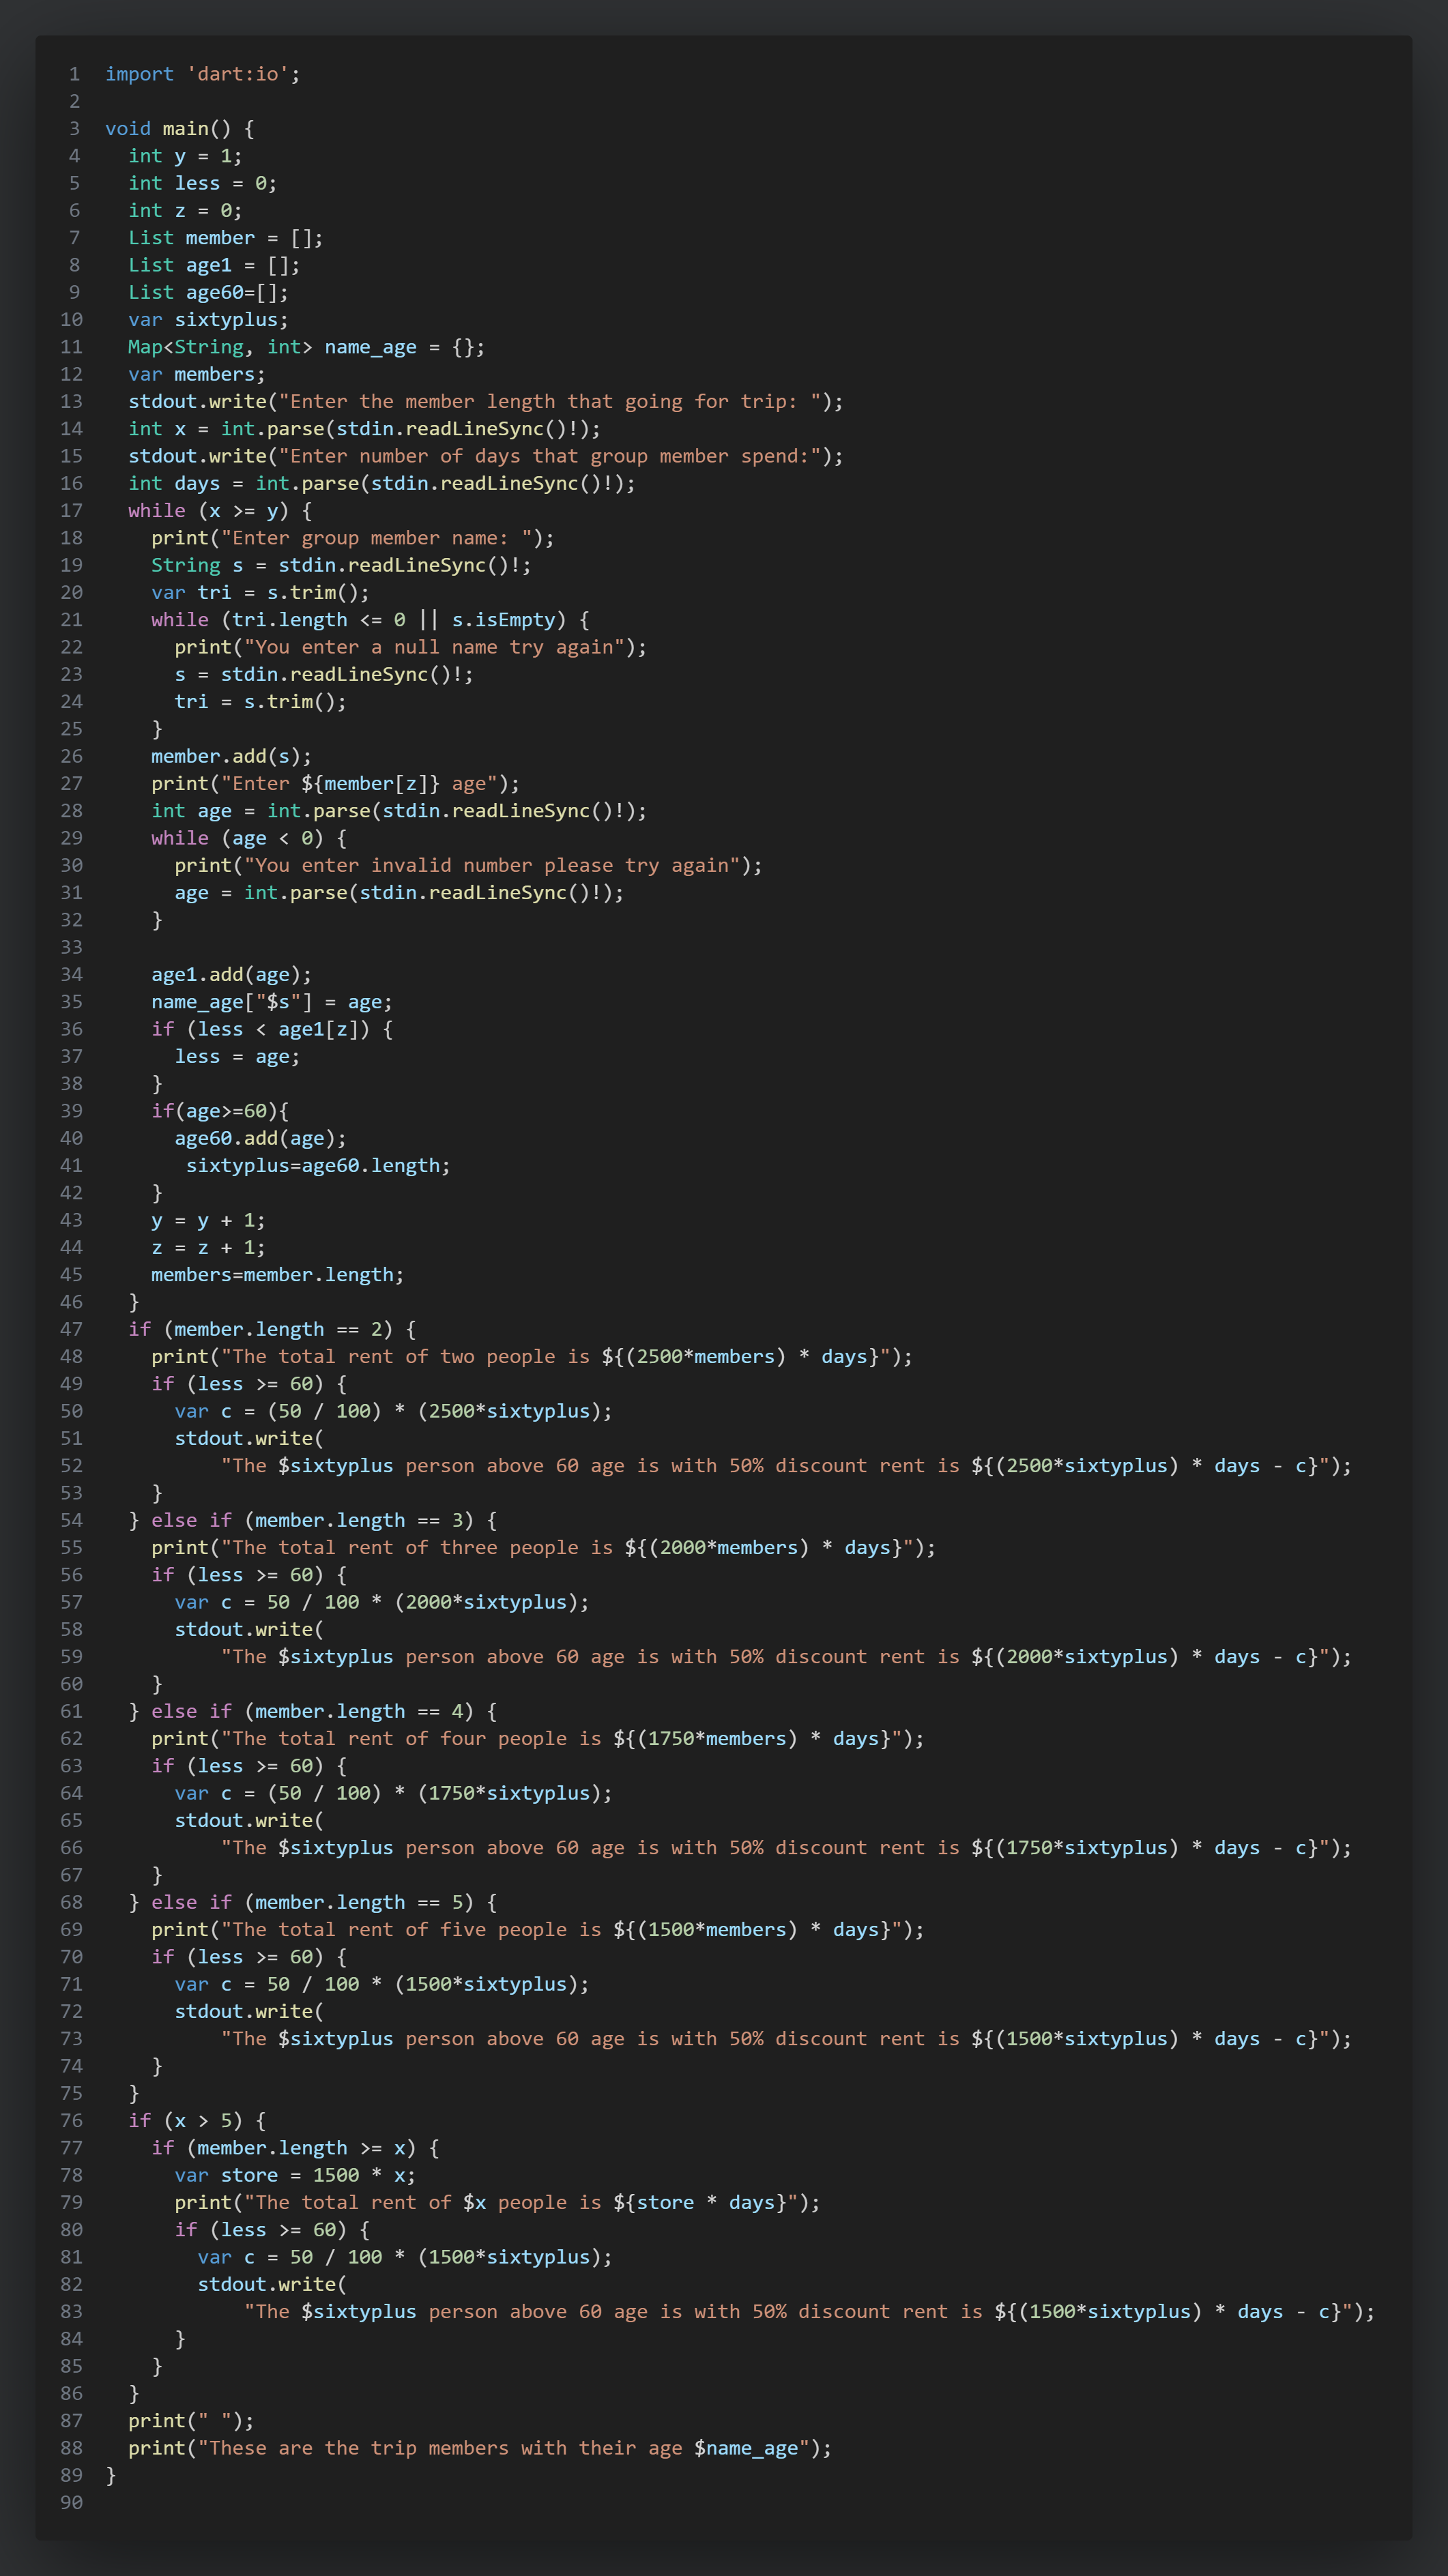 1 import 'dart:io';
2
3 void main() {
4   int y = 1;
5   int less = 0;
6   int z = 0;
7   List member = [];
8   List age1 = [];
9   List age60=[];
10   var sixtyplus;
11   Map<String, int> name_age = {};
12   var members;
13   stdout.write("Enter the member length that going for trip: ");
14   int x = int.parse(stdin.readLineSync()!);
15   stdout.write("Enter number of days that group member spend:");
16   int days = int.parse(stdin.readLineSync()!);
17   while (x >= y) {
18     print("Enter group member name: ");
19     String s = stdin.readLineSync()!;
20     var tri = s.trim();
21     while (tri.length <= 0 || s.isEmpty) {
22       print("You enter a null name try again");
23       s = stdin.readLineSync()!;
24       tri = s.trim();
25     }
26     member.add(s);
27     print("Enter ${member[z]} age");
28     int age = int.parse(stdin.readLineSync()!);
29     while (age < 0) {
30       print("You enter invalid number please try again");
31       age = int.parse(stdin.readLineSync()!);
32     }
33
34     age1.add(age);
35     name_age["$s"] = age;
36     if (less < age1[z]) {
37       less = age;
38     }
39     if(age>=60){
40       age60.add(age);
41        sixtyplus=age60.length;
42     }
43     y = y + 1;
44     z = z + 1;
45     members=member.length;
46   }
47   if (member.length == 2) {
48     print("The total rent of two people is ${(2500*members) * days}");
49     if (less >= 60) {
50       var c = (50 / 100) * (2500*sixtyplus);
51       stdout.write(
52           "The $sixtyplus person above 60 age is with 50% discount rent is ${(2500*sixtyplus) * days - c}");
53     }
54   } else if (member.length == 3) {
55     print("The total rent of three people is ${(2000*members) * days}");
56     if (less >= 60) {
57       var c = 50 / 100 * (2000*sixtyplus);
58       stdout.write(
59           "The $sixtyplus person above 60 age is with 50% discount rent is ${(2000*sixtyplus) * days - c}");
60     }
61   } else if (member.length == 4) {
62     print("The total rent of four people is ${(1750*members) * days}");
63     if (less >= 60) {
64       var c = (50 / 100) * (1750*sixtyplus);
65       stdout.write(
66           "The $sixtyplus person above 60 age is with 50% discount rent is ${(1750*sixtyplus) * days - c}");
67     }
68   } else if (member.length == 5) {
69     print("The total rent of five people is ${(1500*members) * days}");
70     if (less >= 60) {
71       var c = 50 / 100 * (1500*sixtyplus);
72       stdout.write(
73           "The $sixtyplus person above 60 age is with 50% discount rent is ${(1500*sixtyplus) * days - c}");
74     }
75   }
76   if (x > 5) {
77     if (member.length >= x) {
78       var store = 1500 * x;
79       print("The total rent of $x people is ${store * days}");
80       if (less >= 60) {
81         var c = 50 / 100 * (1500*sixtyplus);
82         stdout.write(
83             "The $sixtyplus person above 60 age is with 50% discount rent is ${(1500*sixtyplus) * days - c}");
84       }
85     }
86   }
87   print(" ");
88   print("These are the trip members with their age $name_age");
89 }
90